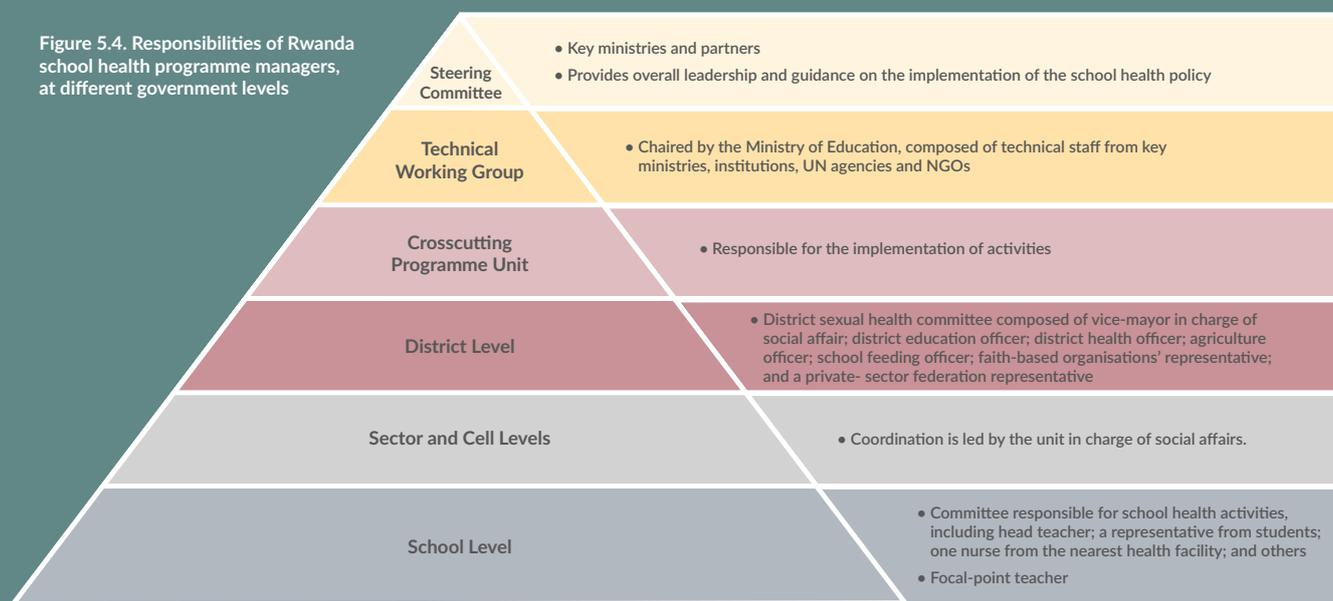 Figure 5.4. Responsibilities of Rwanda
school health programme managers,
at different government levels
Steering
Committee
• Key ministries and partners
• Provides overall leadership and guidance on the implementation of the school health policy
Technical
Working Group
• Chaired by the Ministry of Education, composed of technical staff from key
ministries, institutions, UN agencies and NGOs
Crosscutting
Programme Unit
• Responsible for the implementation of activities
District Level
• District sexual health committee composed of vice-mayor in charge of
social affair; district education officer; district health officer; agriculture
officer; school feeding officer; faith-based organisations’ representative;
and a private- sector federation representative
Sector and Cell Levels
• Coordination is led by the unit in charge of social affairs.
School Level
• Committee responsible for school health activities,
including head teacher; a representative from students;
one nurse from the nearest health facility; and others
• Focal-point teacher